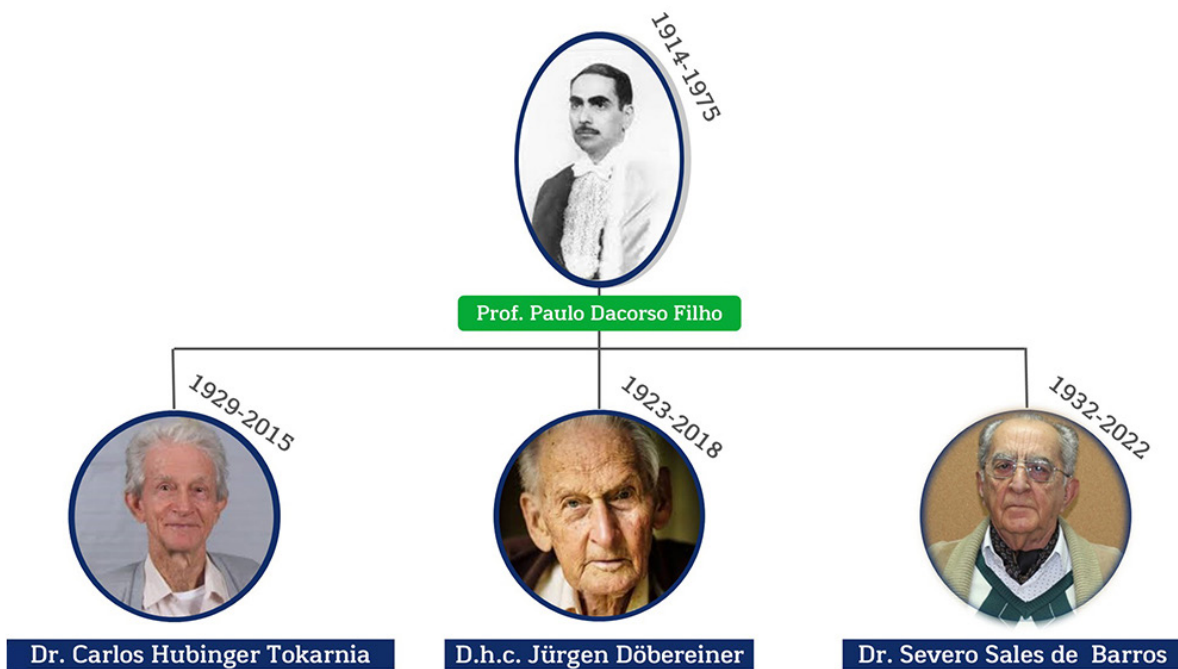 1914-1975
Prof. Paulo Dacorso Filho
1929-2015
1923-2018
1932-2022
Dr. Carlos Hubinger Tokarnia
D.h.c. Jürgen Döbereiner
Dr. Severo Sales de Barros